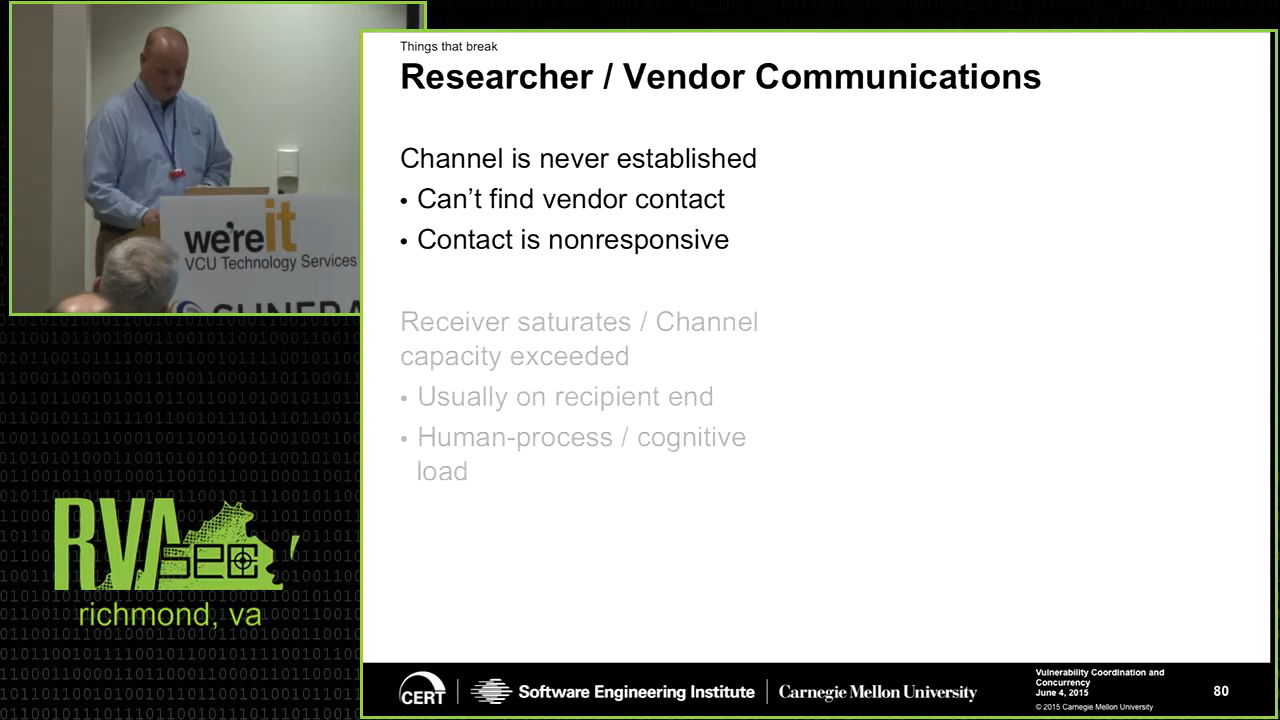 Things that break
Researcher / Vendor Communications
Channel is never established
• Can’t find vendor contact
• Contact is nonresponsive
Receiver saturates / Channel
capacity exceeded
• Usually on recipient end
• Human-process / cognitive
load
we're it
VCU Technology Services
RVA
sec
richmond, va
CERT
Software Engineering Institute
Carnegie Mellon University
Vulnerability Coordination and
Concurrency
June 4, 2015
© 2015 Carnegie Mellon University
80